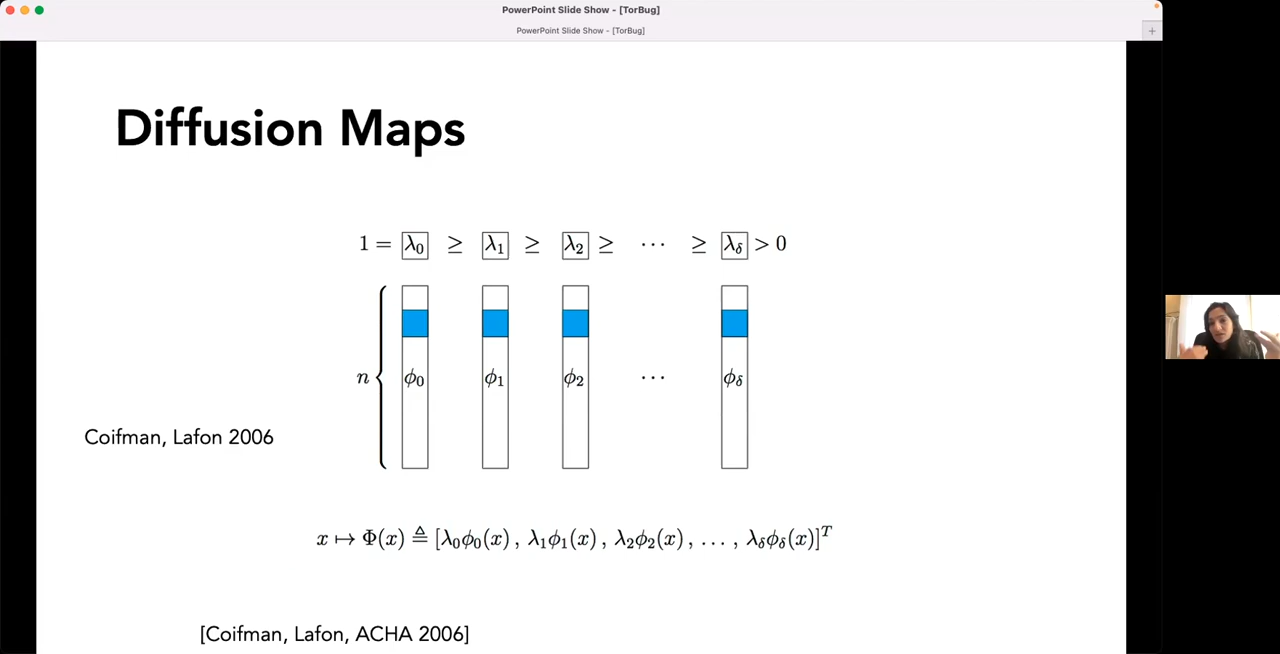 PowerPoint Slide Show - [TorBug]
PowerPoint Slide Show - [TorBug]
Diffusion Maps
1 = λ₀ ≥ λ₁ ≥ λ₂ ≥ ⋯ ≥ λ_δ > 0
n { ϕ₀ ϕ₁ ϕ₂ ⋯ ϕ_δ
Coifman, Lafon 2006
x ↦ Φ(x) ≜ [λ₀ϕ₀(x) , λ₁ϕ₁(x) , λ₂ϕ₂(x) , … , λ_δϕ_δ(x)]ᵀ
[Coifman, Lafon, ACHA 2006]